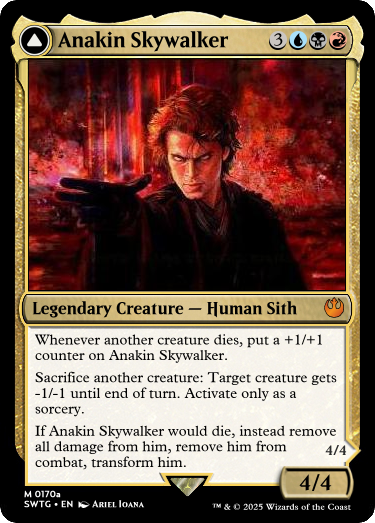 Anakin Skywalker 3
Legendary Creature — Human Sith
Whenever another creature dies, put a +1/+1
counter on Anakin Skywalker.
Sacrifice another creature: Target creature gets
-1/-1 until end of turn. Activate only as a
sorcery.
If Anakin Skywalker would die, instead remove
all damage from him, remove him from
combat, transform him.
4/4
4/4
M 0170a
SWTG • EN Ariel Ioana
™ & © 2025 Wizards of the Coast